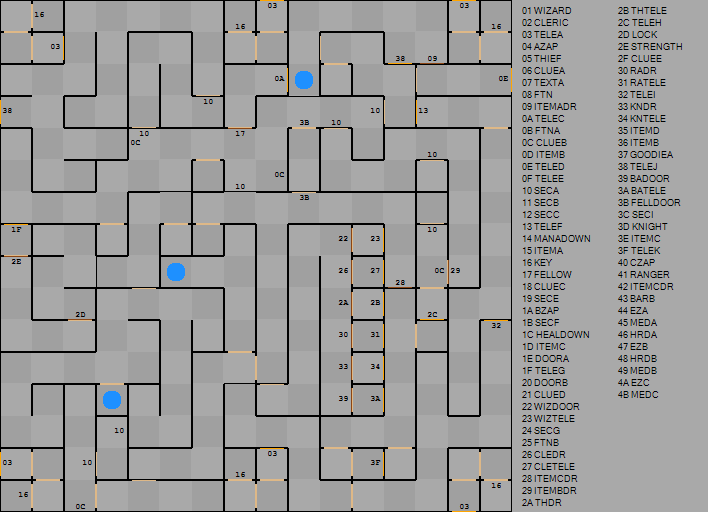 03 03
16
16 16
03
38 09
0A 0E
10
38 10 13
3B 10
10 17
0C
10
0C
10
3B
1F 10
22 23
2E
26 27 0C 29
28
2A 2B
2D 2C
32
30 31
33 34
39 3A
10
03
03 10 3F
16
16
16
0C 03
01 WIZARD
02 CLERIC
03 TELEA
04 AZAP
05 THIEF
06 CLUEA
07 TEXTA
08 FTN
09 ITEMADR
0A TELEC
0B FTNA
0C CLUEB
0D ITEMB
0E TELED
0F TELEE
10 SECA
11 SECB
12 SECC
13 TELEF
14 MANADOWN
15 ITEMA
16 KEY
17 FELLOW
18 CLUEC
19 SECE
1A BZAP
1B SECF
1C HEALDOWN
1D ITEMC
1E DOORA
1F TELEG
20 DOORB
21 CLUED
22 WIZDOOR
23 WIZTELE
24 SECG
25 FTNB
26 CLEDR
27 CLETELE
28 ITEMCDR
29 ITEMBDR
2A THDR
2B THTELE
2C TELEH
2D LOCK
2E STRENGTH
2F CLUEE
30 RADR
31 RATELE
32 TELEI
33 KNDR
34 KNTELE
35 ITEMD
36 ITEMB
37 GOODIEA
38 TELEJ
39 BADOOR
3A BATELE
3B FELLDOOR
3C SECI
3D KNIGHT
3E ITEMC
3F TELEK
40 CZAP
41 RANGER
42 ITEMCDR
43 BARB
44 EZA
45 MEDA
46 HRDA
47 EZB
48 HRDB
49 MEDB
4A EZC
4B MEDC